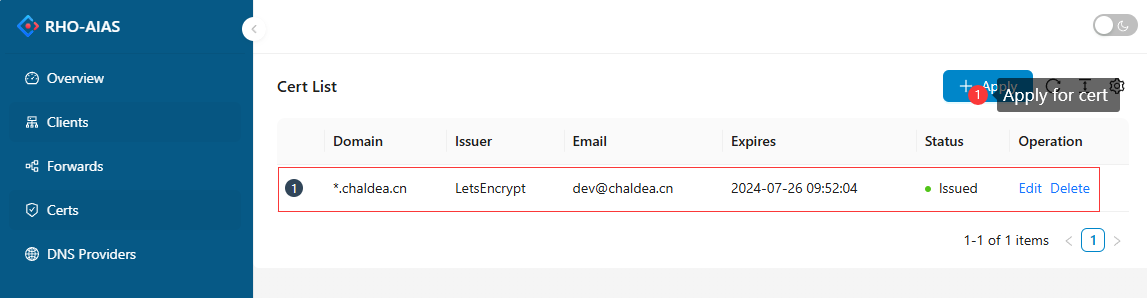 RHO-AIAS
Overview
Clients
Forwards
Certs
DNS Providers
Cert List
Apply
1 Apply for cert
Domain Issuer Email Expires Status Operation
1 *.chaldea.cn LetsEncrypt dev@chaldea.cn 2024-07-26 09:52:04 Issued Edit Delete
1-1 of 1 items < 1 >